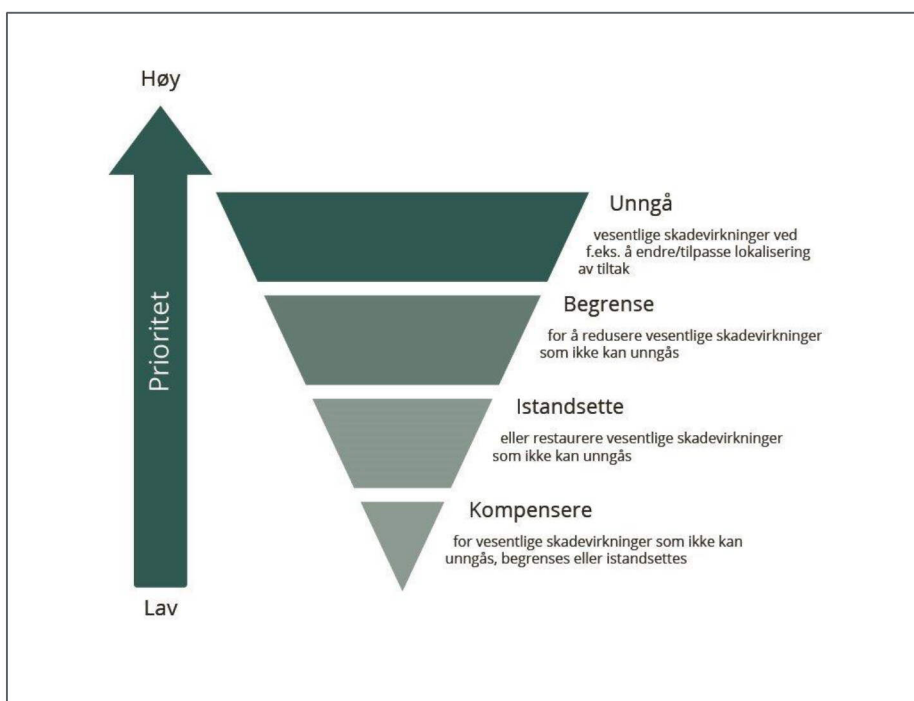 Høy
Prioritet
Unngå
vesentlige skadevirkninger ved
f.eks. å endre/tilpasse lokalisering
av tiltak
Begrense
for å redusere vesentlige skadevirkninger
som ikke kan unngås
Istandsette
eller restaurere vesentlige skadevirkninger
som ikke kan unngås
Kompensere
for vesentlige skadevirkninger som ikke kan
unngås, begrenses eller istandsettes
Lav